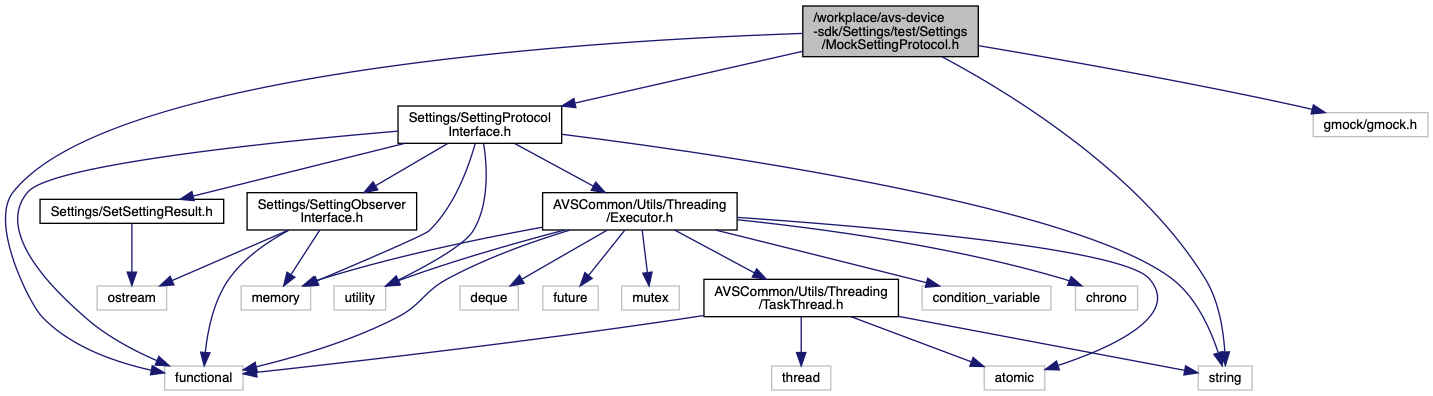 /workplace/avs-device
-sdk/Settings/test/Settings
/MockSettingProtocol.h
Settings/SettingProtocol
Interface.h
gmock/gmock.h
Settings/SetSettingResult.h
Settings/SettingObserver
Interface.h
AVSCommon/Utils/Threading
/Executor.h
ostream
memory
utility
deque
future
mutex
AVSCommon/Utils/Threading
/TaskThread.h
condition_variable
chrono
functional
thread
atomic
string